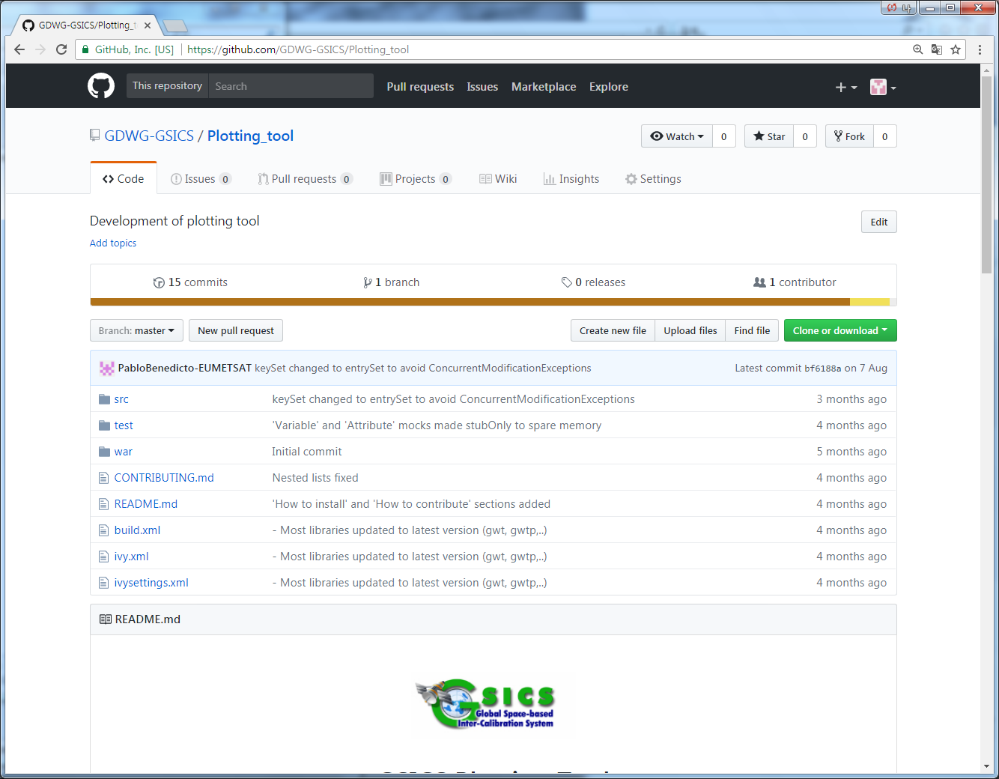 GDWG-GSICS/Plotting_t
GitHub, Inc. [US] https://github.com/GDWG-GSICS/Plotting_tool
This repository Search Pull requests Issues Marketplace Explore
GDWG-GSICS / Plotting_tool Watch 0 Star 0 Fork 0
Code Issues 0 Pull requests 0 Projects 0 Wiki Insights Settings
Development of plotting tool Edit
Add topics
15 commits 1 branch 0 releases 1 contributor
Branch: master New pull request Create new file Upload files Find file Clone or download
PabloBenedicto-EUMETSAT keySet changed to entrySet to avoid ConcurrentModificationExceptions Latest commit bf6188a on 7 Aug
src keySet changed to entrySet to avoid ConcurrentModificationExceptions 3 months ago
test 'Variable' and 'Attribute' mocks made stubOnly to spare memory 4 months ago
war Initial commit 5 months ago
CONTRIBUTING.md Nested lists fixed 4 months ago
README.md 'How to install' and 'How to contribute' sections added 4 months ago
build.xml - Most libraries updated to latest version (gwt, gwtp,..) 4 months ago
ivy.xml - Most libraries updated to latest version (gwt, gwtp,..) 4 months ago
ivysettings.xml - Most libraries updated to latest version (gwt, gwtp,..) 4 months ago
README.md
GSICS
Global Space-based
Inter-Calibration System